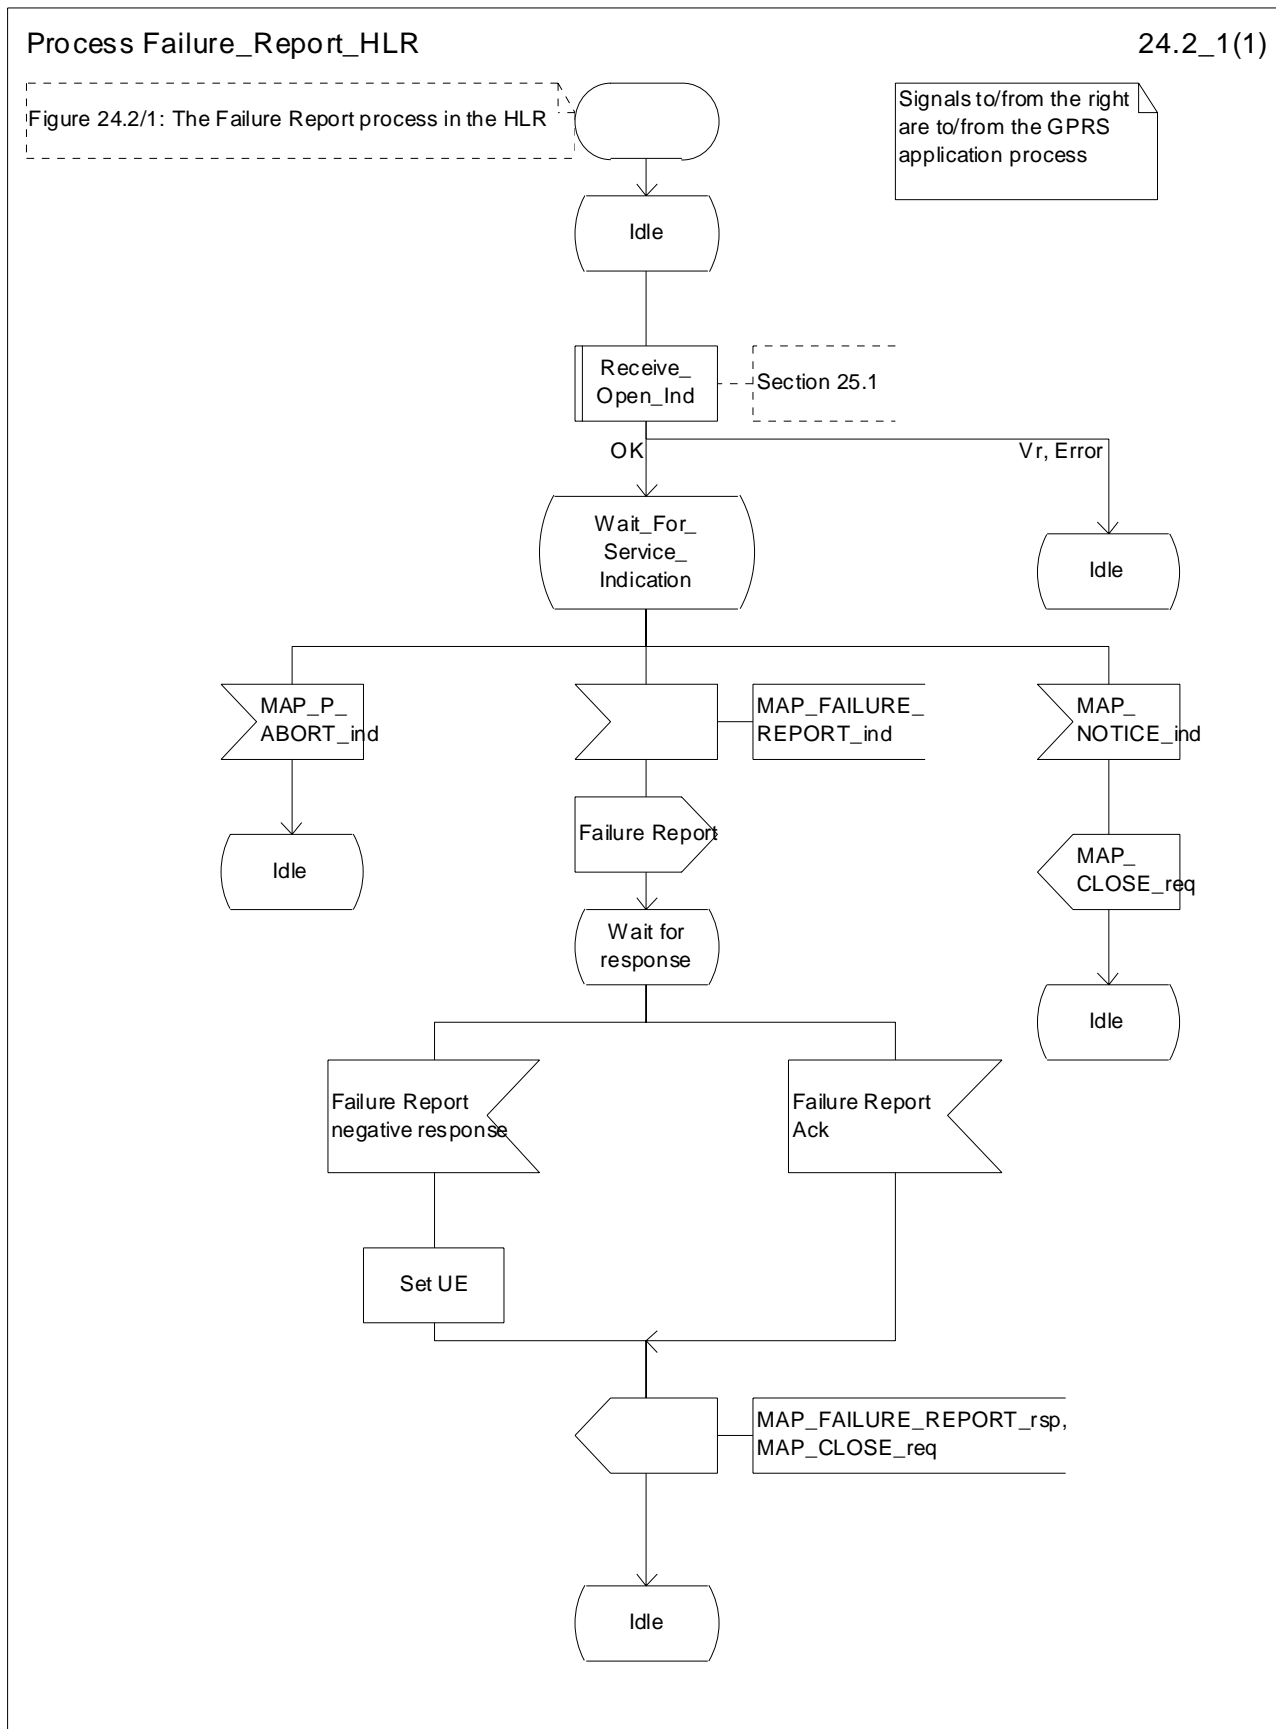 Process Failure_Report_HLR
24.2_1(1)
Figure 24.2/1: The Failure Report process in the HLR
Signals to/from the right
are to/from the GPRS
application process
Idle
Receive_
Open_Ind
Section 25.1
OK
Vr, Error
Wait_For_
Service_
Indication
Idle
MAP_P_
ABORT_ind
MAP_FAILURE_
REPORT_ind
MAP_
NOTICE_ind
Failure Report
Idle
MAP_
CLOSE_req
Wait for
response
Idle
Failure Report
negative response
Failure Report
Ack
Set UE
MAP_FAILURE_REPORT_rsp,
MAP_CLOSE_req
Idle